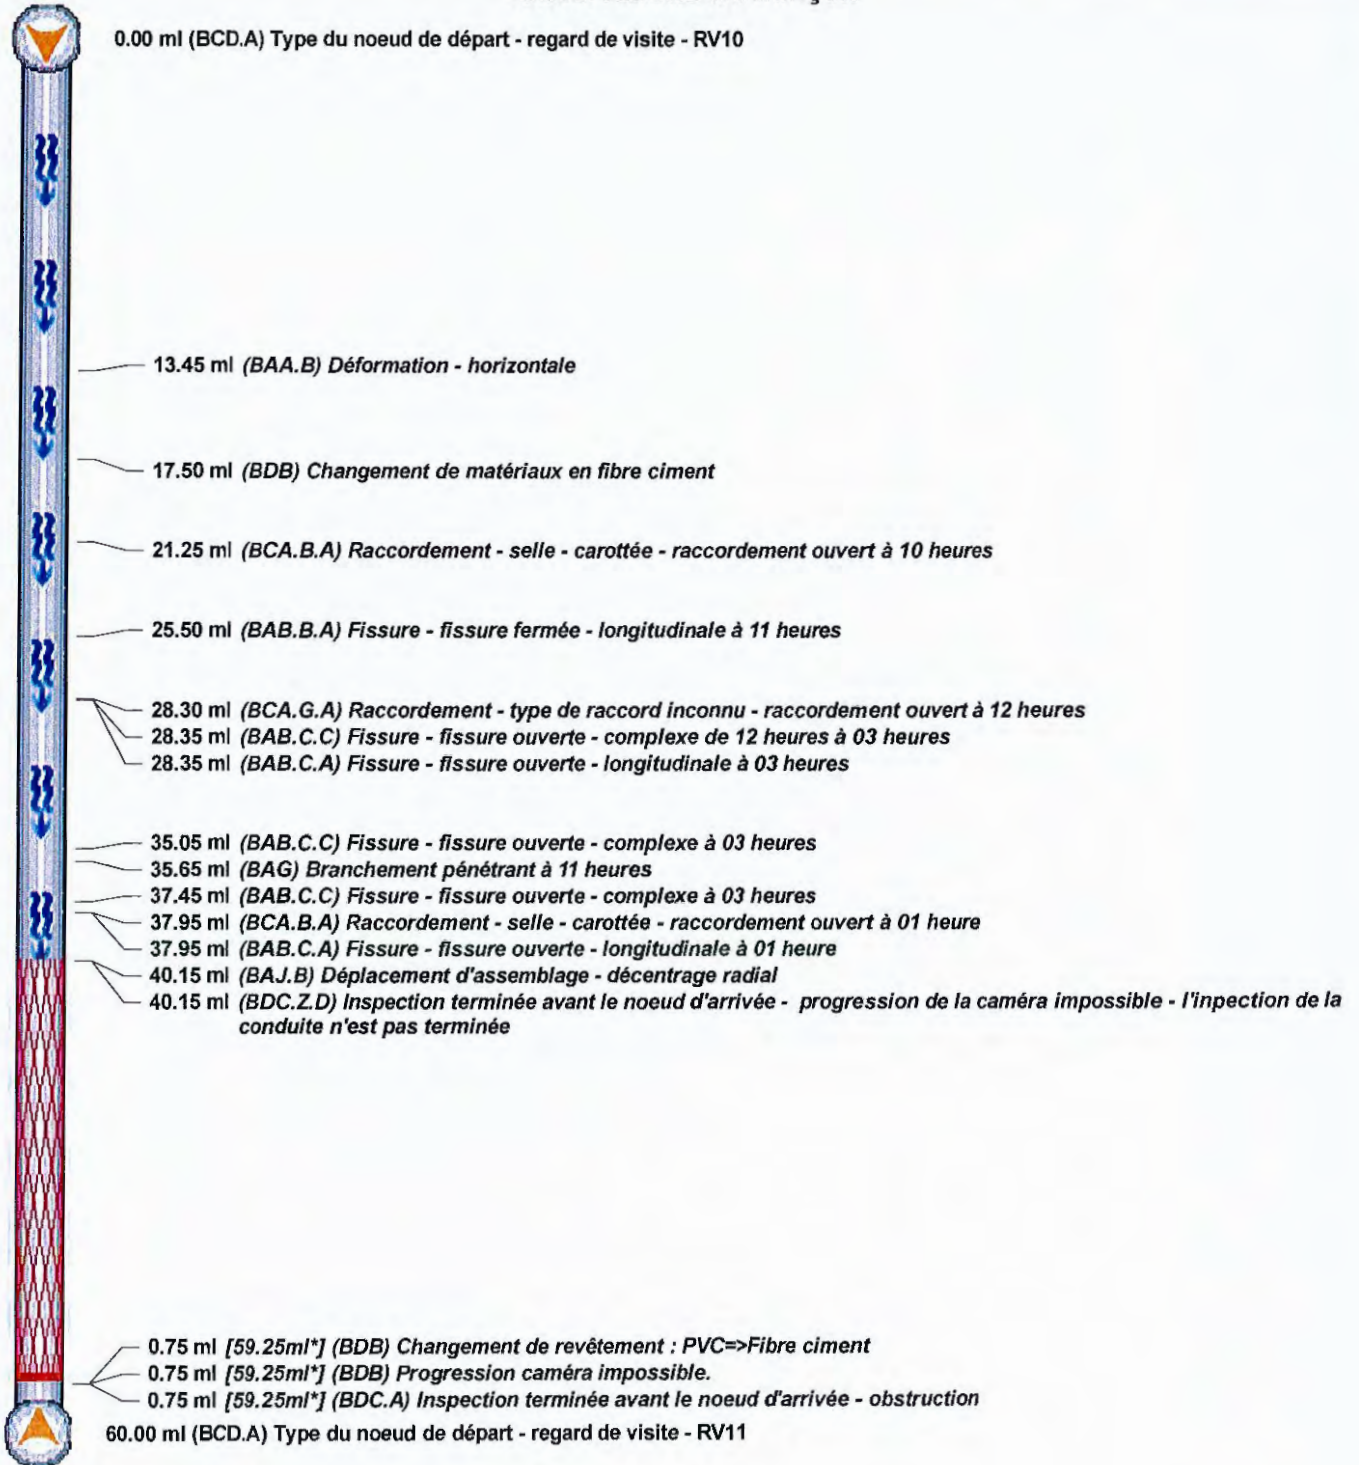 0.00 ml (BCD.A) Type du noeud de départ - regard de visite - RV10
13.45 ml (BAA.B) Déformation - horizontale
17.50 ml (BDB) Changement de matériaux en fibre ciment
21.25 ml (BCA.B.A) Raccordement - selle - carottée - raccordement ouvert à 10 heures
25.50 ml (BAB.B.A) Fissure - fissure fermée - longitudinale à 11 heures
28.30 ml (BCA.G.A) Raccordement - type de raccord inconnu - raccordement ouvert à 12 heures
28.35 ml (BAB.C.C) Fissure - fissure ouverte - complexe de 12 heures à 03 heures
28.35 ml (BAB.C.A) Fissure - fissure ouverte - longitudinale à 03 heures
35.05 ml (BAB.C.C) Fissure - fissure ouverte - complexe à 03 heures
35.65 ml (BAG) Branchement pénétrant à 11 heures
37.45 ml (BAB.C.C) Fissure - fissure ouverte - complexe à 03 heures
37.95 ml (BCA.B.A) Raccordement - selle - carottée - raccordement ouvert à 01 heure
37.95 ml (BAB.C.A) Fissure - fissure ouverte - longitudinale à 01 heure
40.15 ml (BAJ.B) Déplacement d'assemblage - décentrage radial
40.15 ml (BDC.Z.D) Inspection terminée avant le noeud d'arrivée - progression de la caméra impossible - l'inpection de la
conduite n'est pas terminée
0.75 ml [59.25ml*] (BDB) Changement de revêtement : PVC=>Fibre ciment
0.75 ml [59.25ml*] (BDB) Progression caméra impossible.
0.75 ml [59.25ml*] (BDC.A) Inspection terminée avant le noeud d'arrivée - obstruction
60.00 ml (BCD.A) Type du noeud de départ - regard de visite - RV11